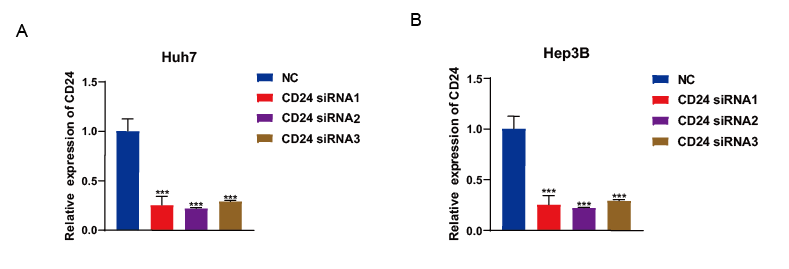 A
Huh7
Relative expression of CD24
1.5
1.0
0.5
0.0
***
***
***
NC
CD24 siRNA1
CD24 siRNA2
CD24 siRNA3
B
Hep3B
Relative expression of CD24
1.5
1.0
0.5
0.0
***
***
***
NC
CD24 siRNA1
CD24 siRNA2
CD24 siRNA3